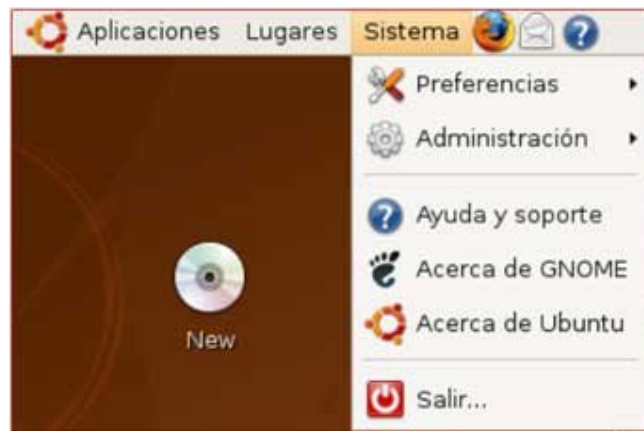 Aplicaciones Lugares Sistema
Preferencias
Administración
Ayuda y soporte
Acerca de GNOME
Acerca de Ubuntu
Salir...
New